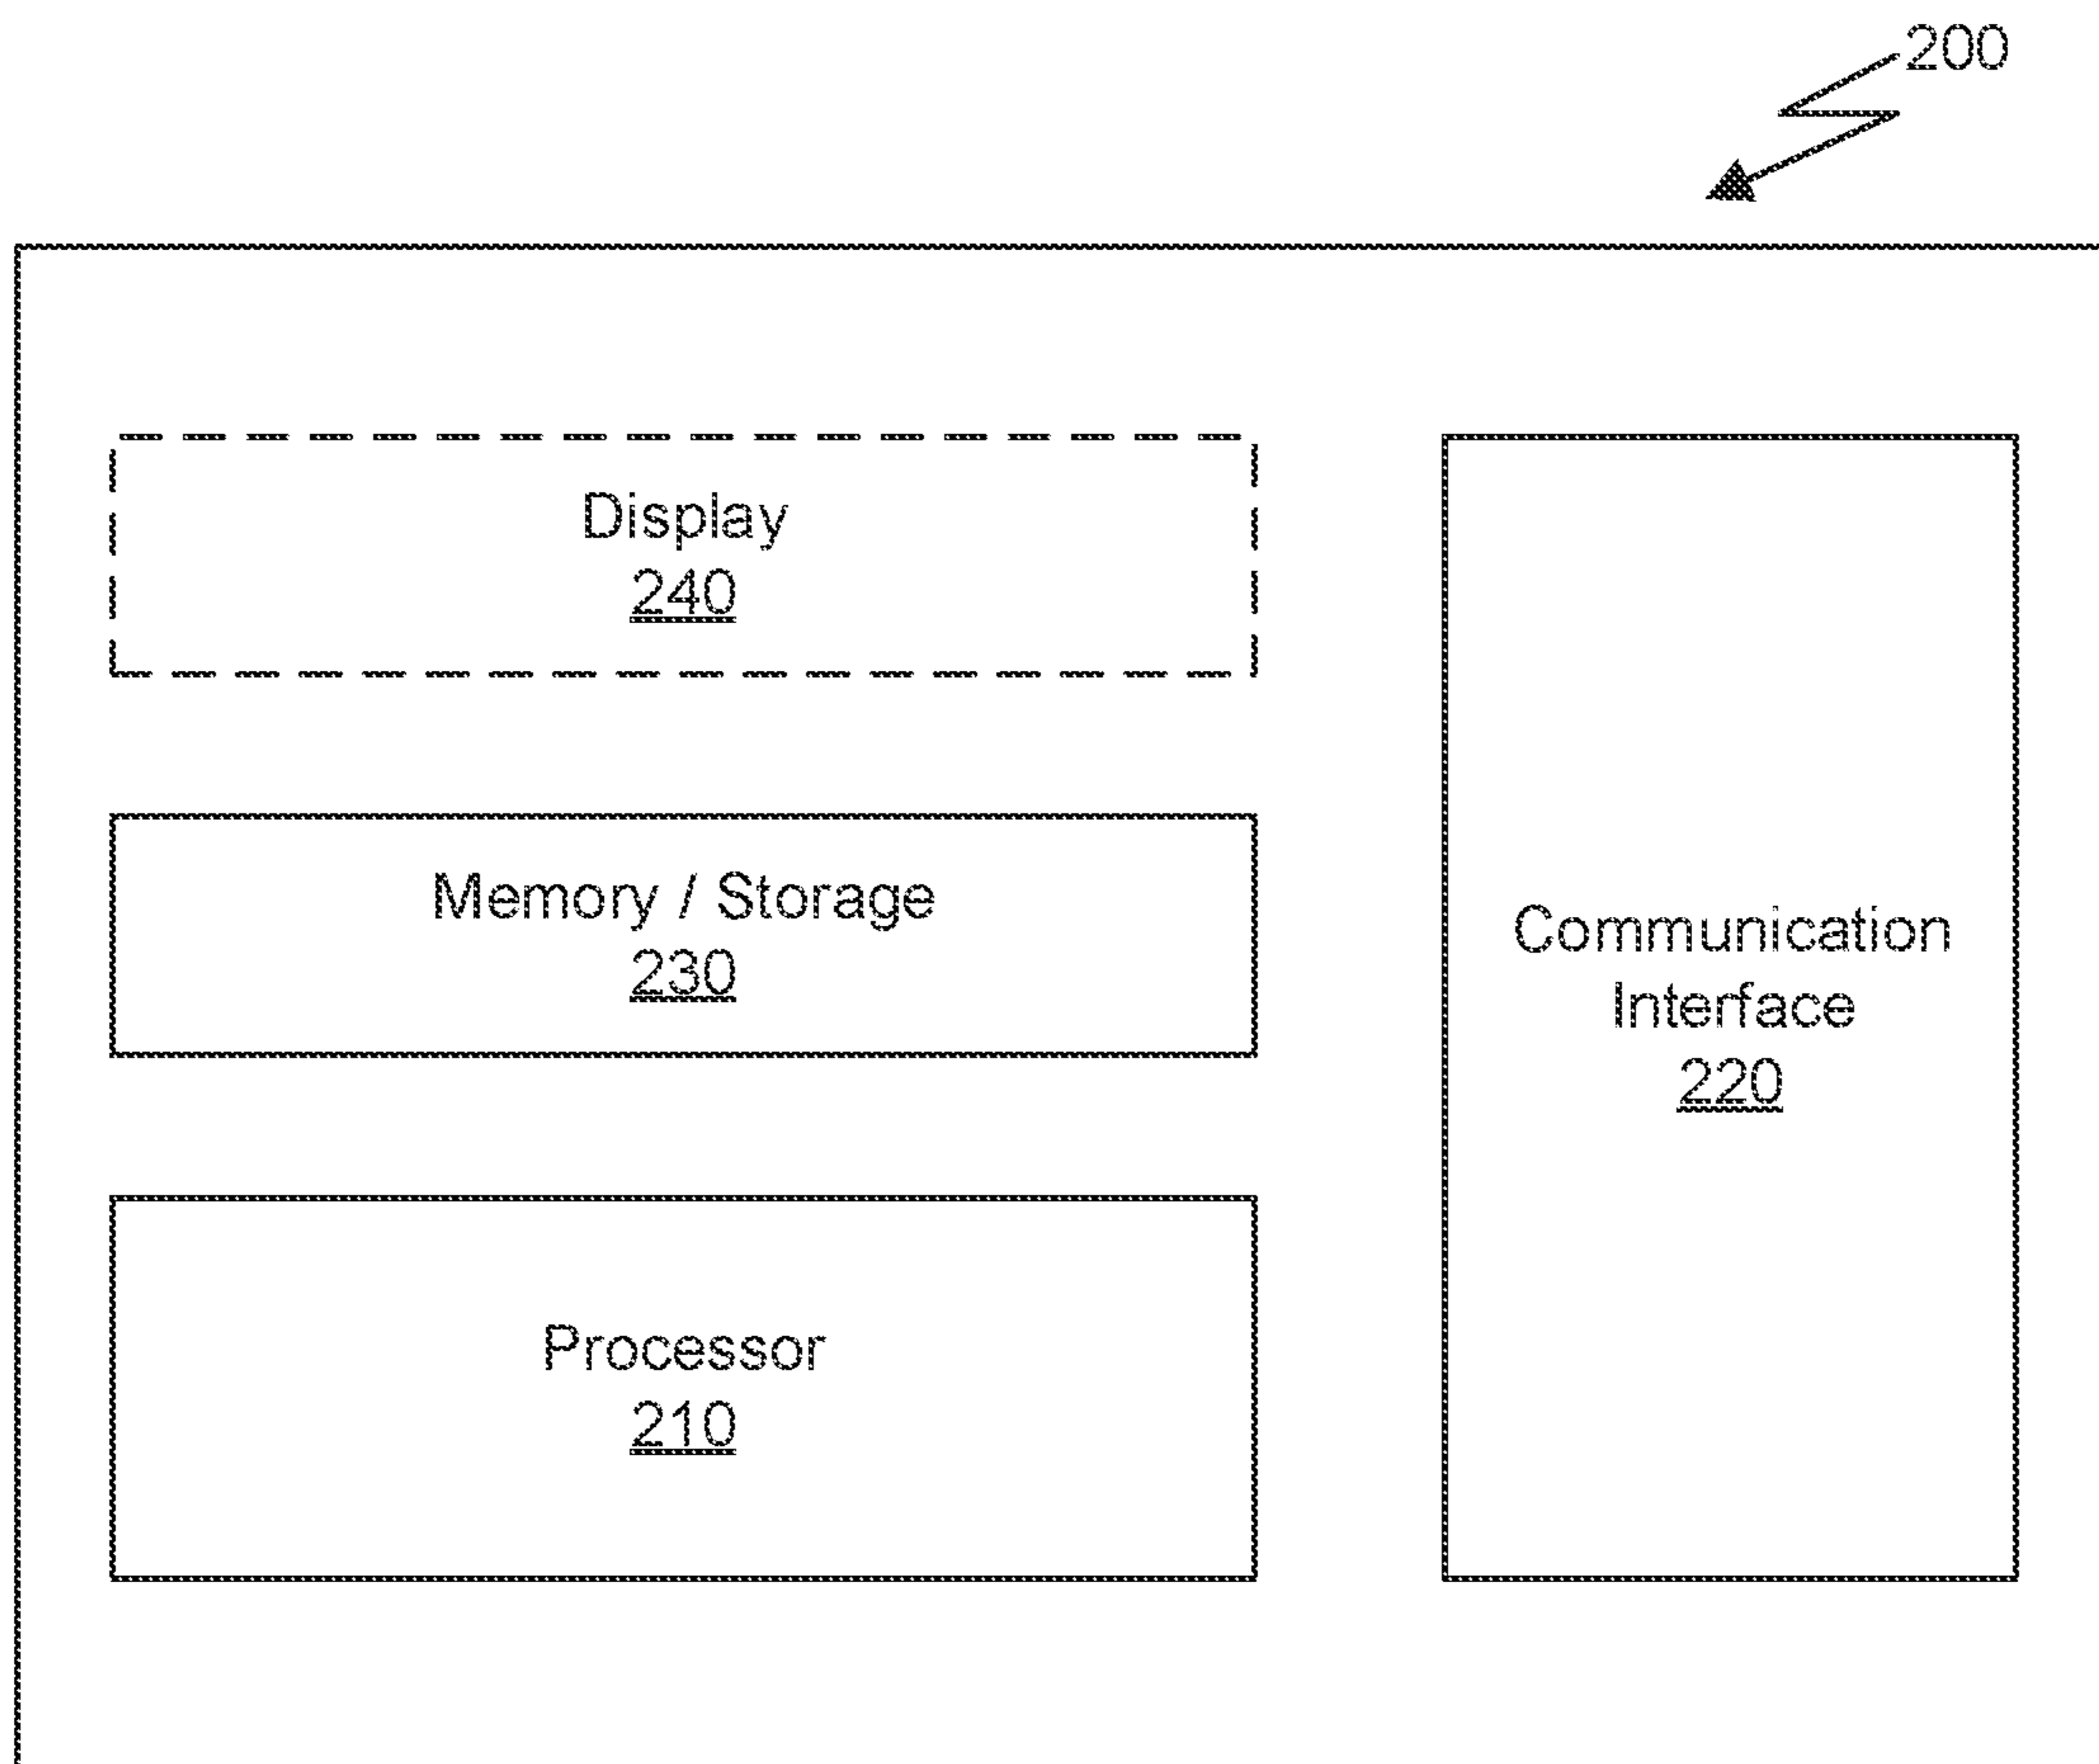 200
Display
240
Memory / Storage
230
Communication
Interface
220
Processor
210